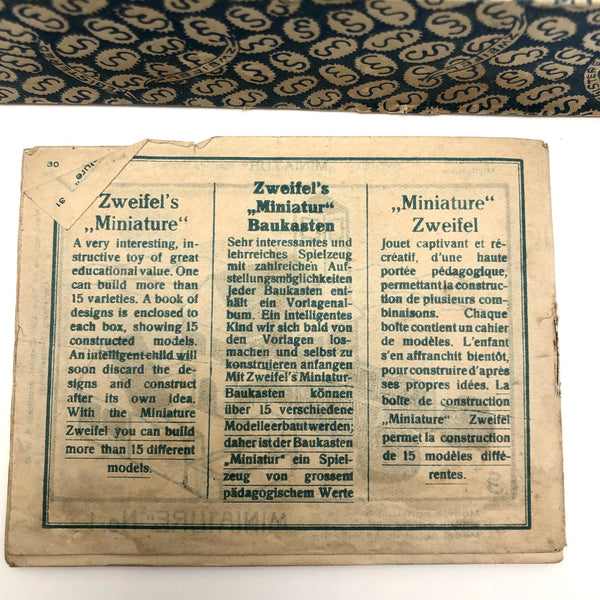 30
31
Zweifel's
„Miniature“
A very interesting, in-
structive toy of great
educational value. One
can build more than
15 varieties. A book of
designs is enclosed to
each box, showing 15
constructed models.
An intelligent child will
soon discard the de-
signs and construct
after its own idea.
With the Miniature
Zweifel you can build
more than 15 different
models.
Zweifel's
„Miniatur“
Baukasten
Sehr interessantes und
lehrreiches Spielzeug
mit zahlreichen Auf-
stellungsmöglichkeiten
jeder Baukasten ent-
hält ein Vorlagenal-
bum. Ein intelligentes
Kind wir sich bald von
den Vorlagen los-
machen und selbst zu
konstruieren anfangen
Mit Zweifel's Miniatur-
Baukasten können
über 15 verschiedene
Modelle erbaut werden;
daher ist der Baukasten
„Miniatur“ ein Spiel-
zeug von grossem
pädagogischem Werte
„Miniature“
Zweifel
Jouet captivant et ré-
créatif, d'une haute
portée pédagogique,
permettant la construc-
tion de plusieurs com-
binaisons. Chaque
boîte contient un cahier
de modèles. L'enfant
s'en affranchit bientôt,
pour construire d'après
ses propres idées. La
boîte de construction
„Miniature“ Zweifel
permet la construction
de 15 modèles diffé-
rentes.